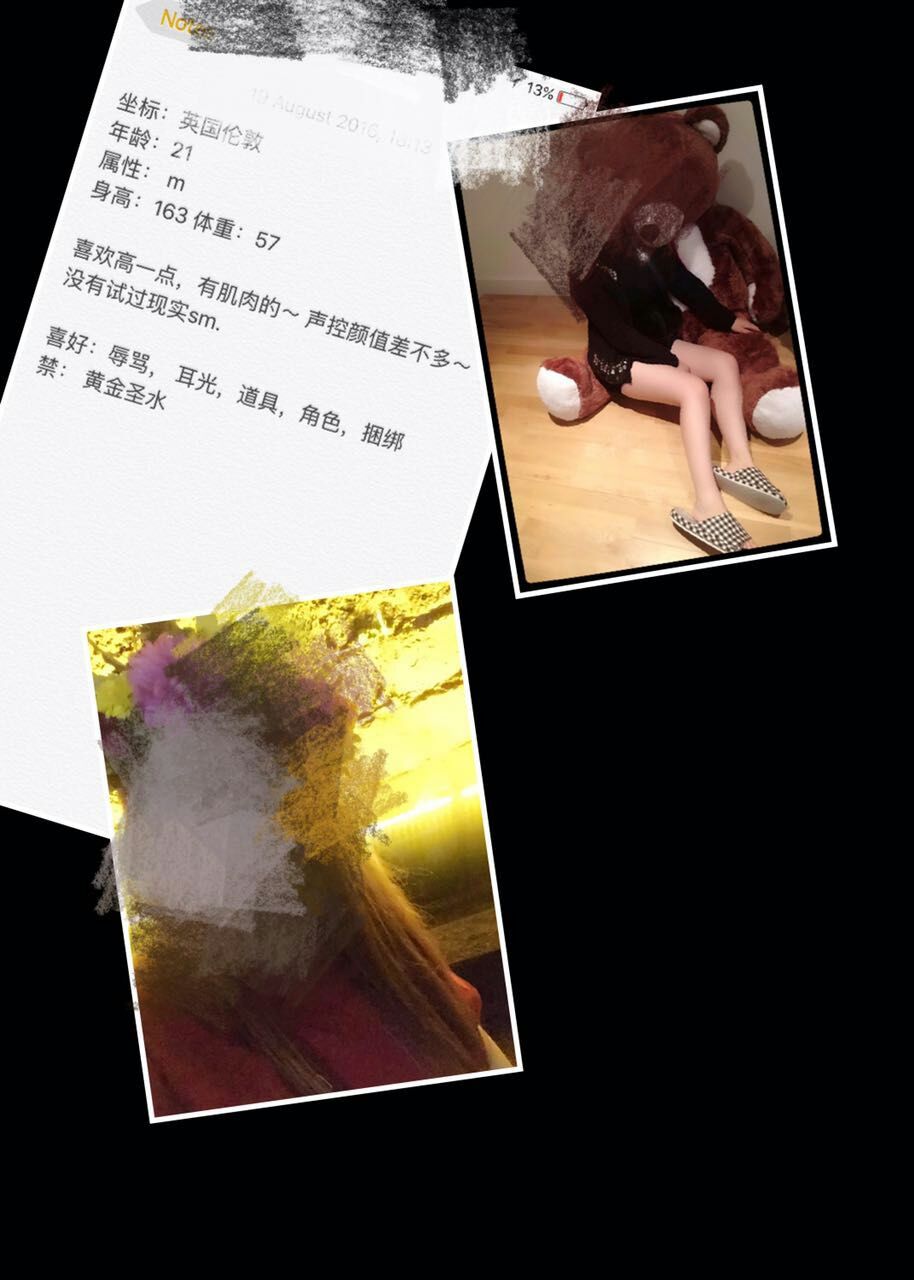 13%
19 August 2016, 18:13
坐标：英国伦敦
年龄：21
属性：m
身高：163 体重：57
喜欢高一点，有肌肉的～ 声控颜值差不多～
没有试过现实sm.
喜好：辱骂， 耳光，道具，角色，捆绑
禁： 黄金圣水